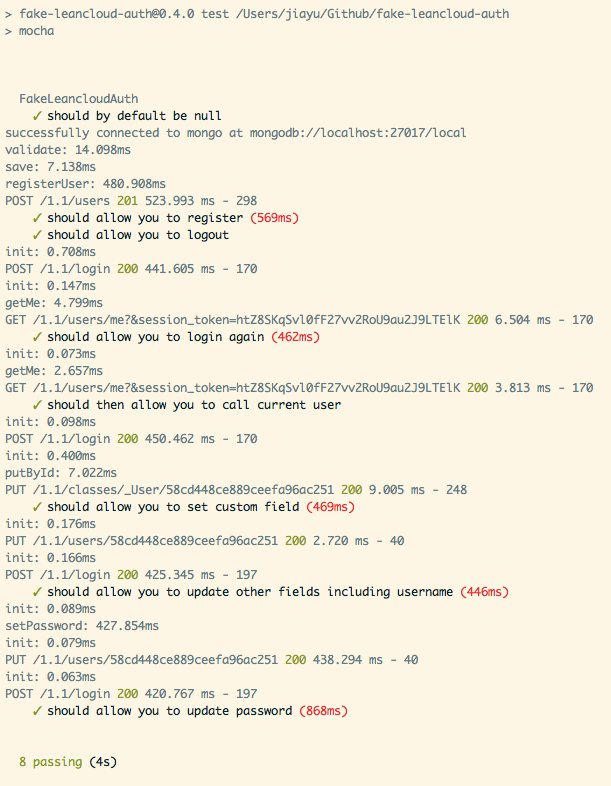 > fake-leancloud-auth@0.4.0 test /Users/jiayu/Github/fake-leancloud-auth
> mocha
FakeLeancloudAuth
✓ should by default be null
successfully connected to mongo at mongodb://localhost:27017/local
validate: 14.098ms
save: 7.138ms
registerUser: 480.908ms
POST /1.1/users 201 523.993 ms - 298
✓ should allow you to register (569ms)
✓ should allow you to logout
init: 0.708ms
POST /1.1/login 200 441.605 ms - 170
init: 0.147ms
getMe: 4.799ms
GET /1.1/users/me?&session_token=htZ8SKqSvl0fF27vv2RoU9au2J9LTElK 200 6.504 ms - 170
✓ should allow you to login again (462ms)
init: 0.073ms
getMe: 2.657ms
GET /1.1/users/me?&session_token=htZ8SKqSvl0fF27vv2RoU9au2J9LTElK 200 3.813 ms - 170
✓ should then allow you to call current user
init: 0.098ms
POST /1.1/login 200 450.462 ms - 170
init: 0.400ms
putById: 7.022ms
PUT /1.1/classes/_User/58cd448ce889ceefa96ac251 200 9.005 ms - 248
✓ should allow you to set custom field (469ms)
init: 0.176ms
PUT /1.1/users/58cd448ce889ceefa96ac251 200 2.720 ms - 40
init: 0.166ms
POST /1.1/login 200 425.345 ms - 197
✓ should allow you to update other fields including username (446ms)
init: 0.089ms
setPassword: 427.854ms
init: 0.079ms
PUT /1.1/users/58cd448ce889ceefa96ac251 200 438.294 ms - 40
init: 0.063ms
POST /1.1/login 200 420.767 ms - 197
✓ should allow you to update password (868ms)
8 passing (4s)